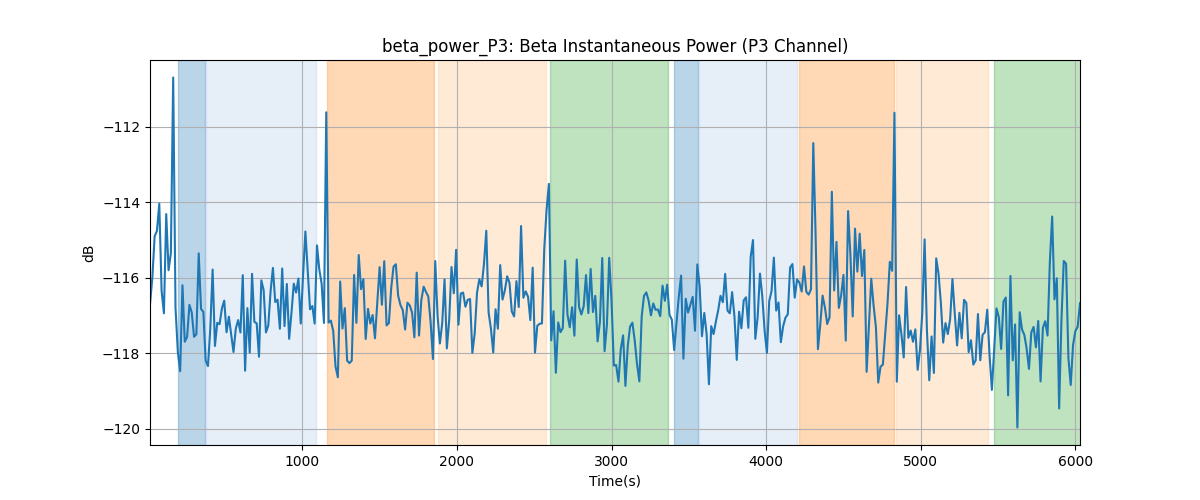 beta_power_P3: Beta Instantaneous Power (P3 Channel)
dB
−112
−114
−116
−118
−120
1000 2000 3000 4000 5000 6000
Time(s)